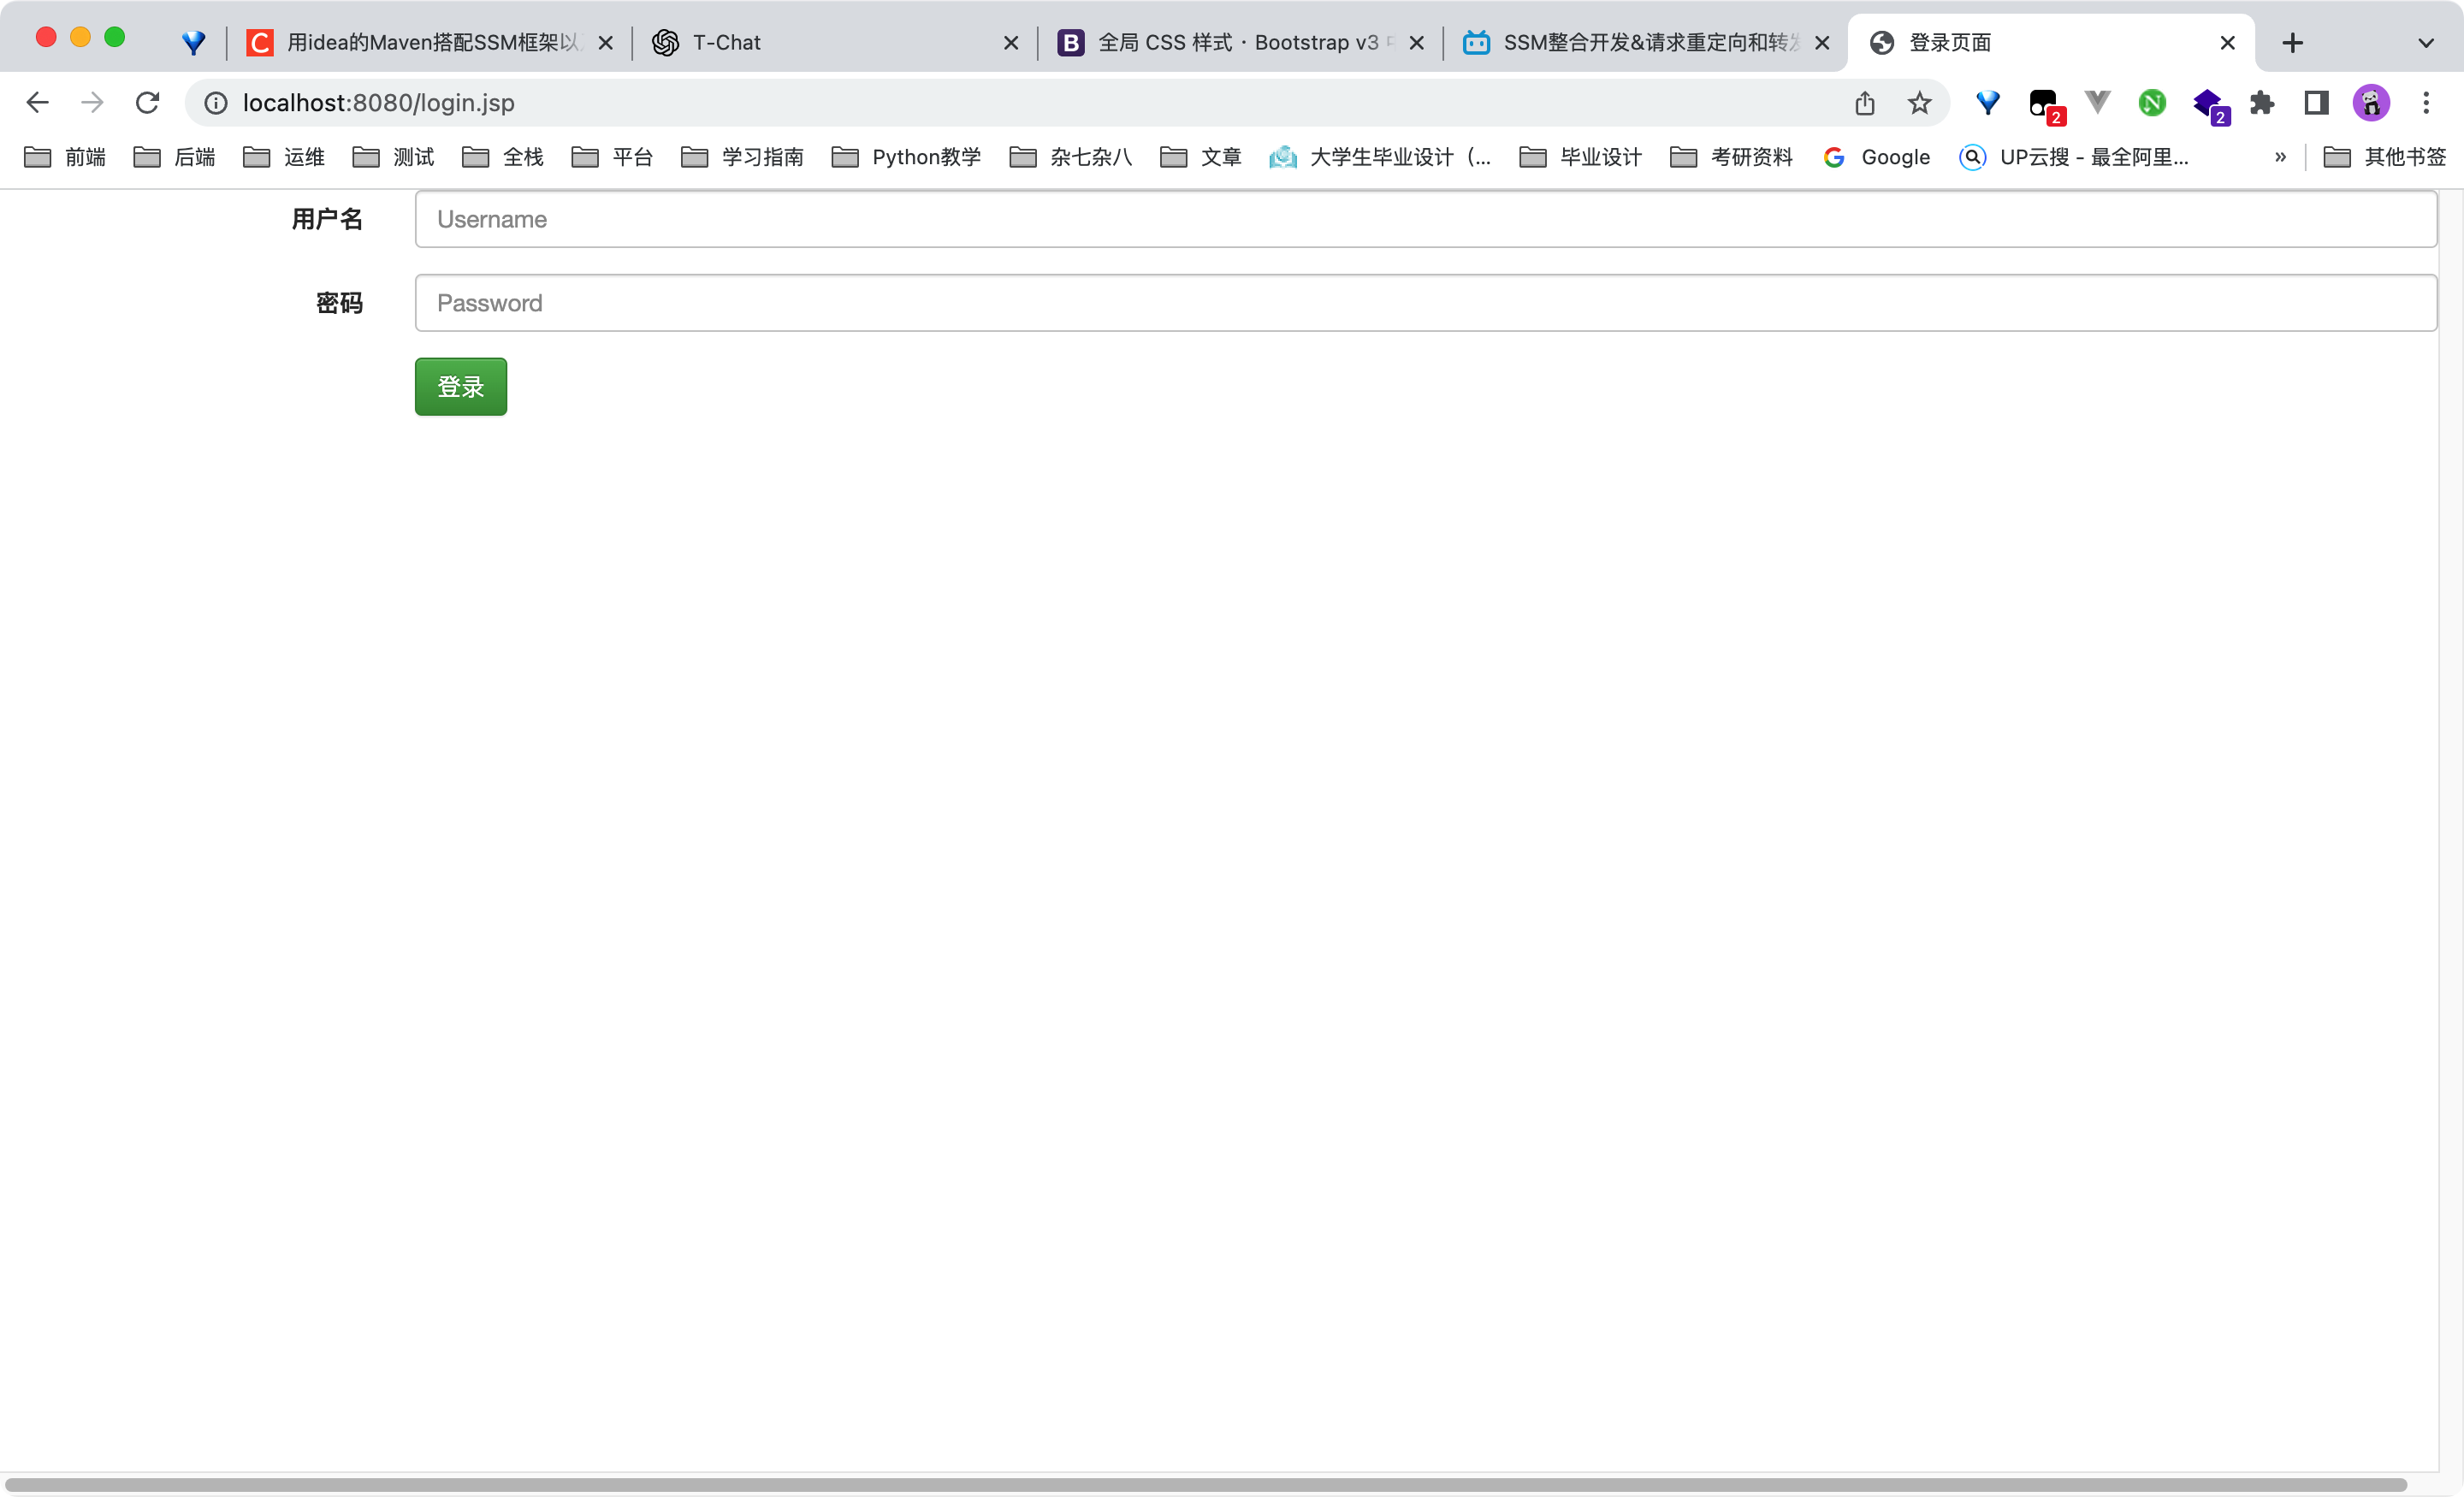 用idea的Maven搭配SSM框架以
T-Chat
全局 CSS 样式 · Bootstrap v3
SSM整合开发&请求重定向和转发
登录页面
localhost:8080/login.jsp
2
2
前端
后端
运维
测试
全栈
平台
学习指南
Python教学
杂七杂八
文章
大学生毕业设计（...
毕业设计
考研资料
Google
UP云搜 - 最全阿里...
»
其他书签
用户名
Username
密码
Password
登录